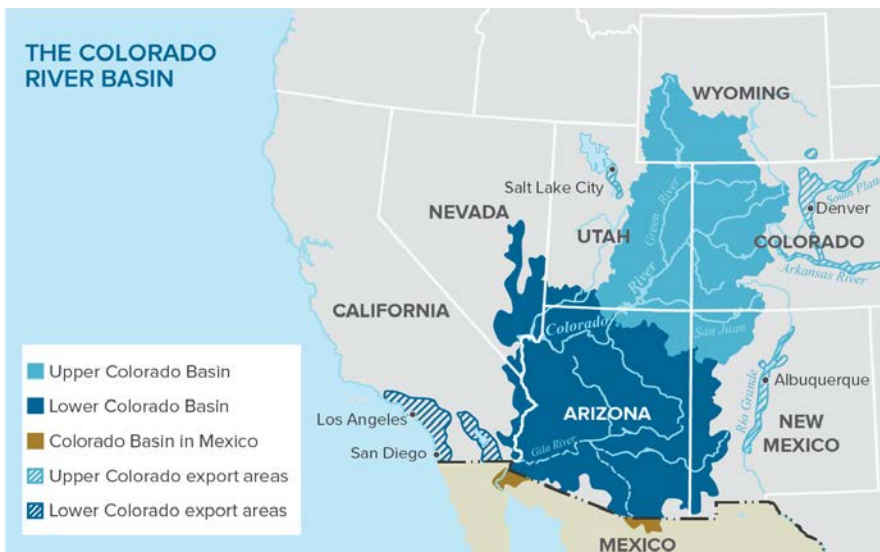 THE COLORADO
RIVER BASIN
WYOMING
Salt Lake City
South Platte
Denver
NEVADA
UTAH
Green River
COLORADO
Arkansas River
River
CALIFORNIA
Colorado
San Juan
Upper Colorado Basin
Lower Colorado Basin
Colorado Basin in Mexico
Upper Colorado export areas
Lower Colorado export areas
Los Angeles
San Diego
ARIZONA
Gila River
Albuquerque
Rio Grande
NEW
MEXICO
MEXICO